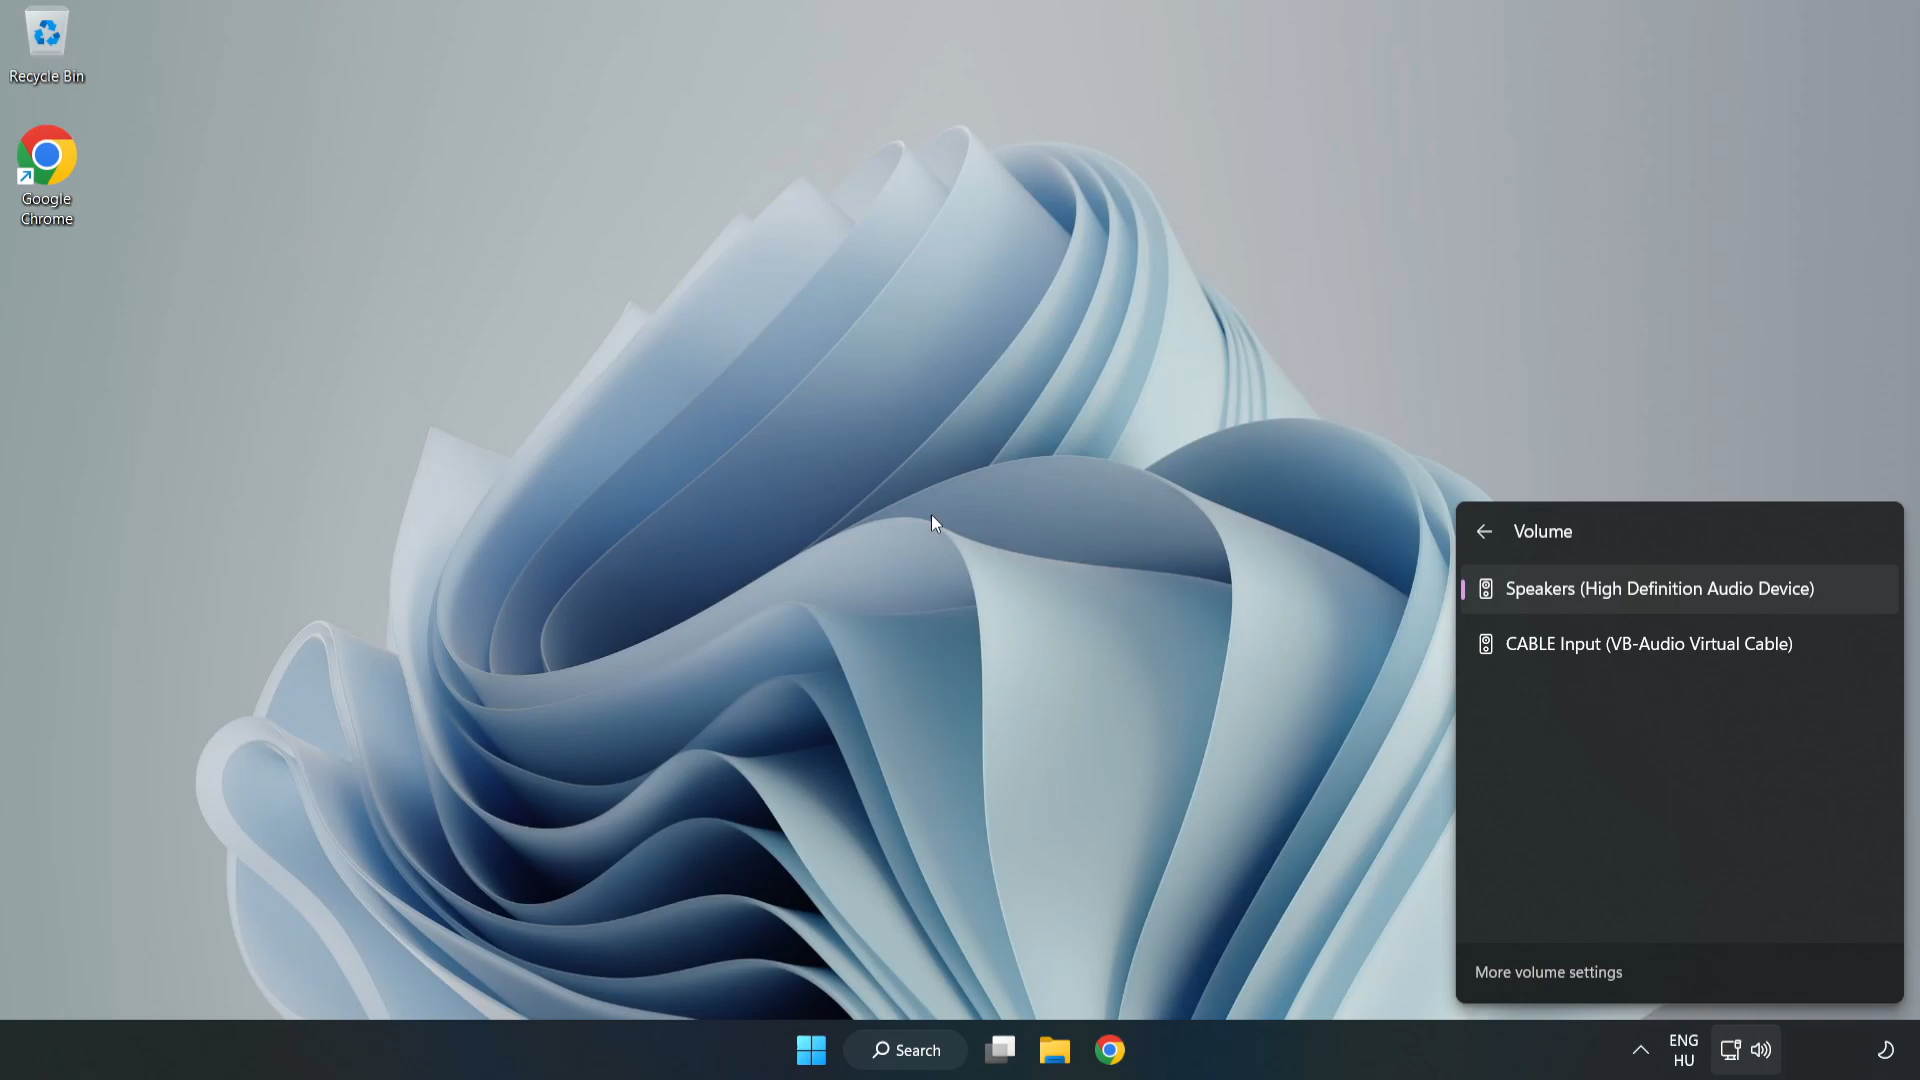 Recycle Bin
Google
Chrome
Volume
Speakers (High Definition Audio Device)
CABLE Input (VB-Audio Virtual Cable)
More volume settings
Search
ENG
HU